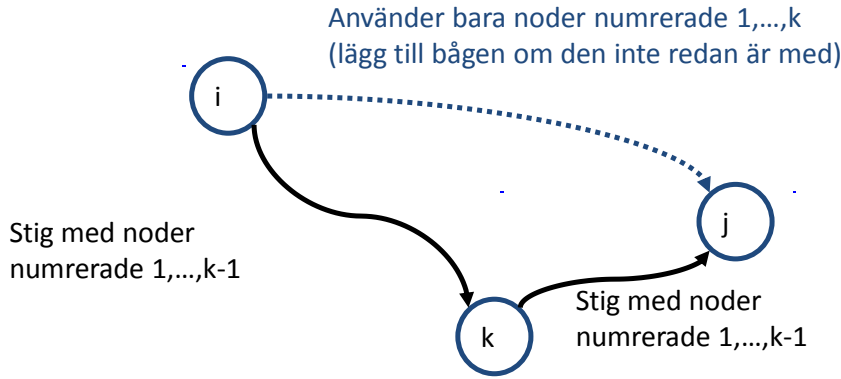 Använder bara noder numrerade 1,...,k
(lägg till bågen om den inte redan är med)
i
j
Stig med noder
numrerade 1,...,k-1
k
Stig med noder
numrerade 1,...,k-1